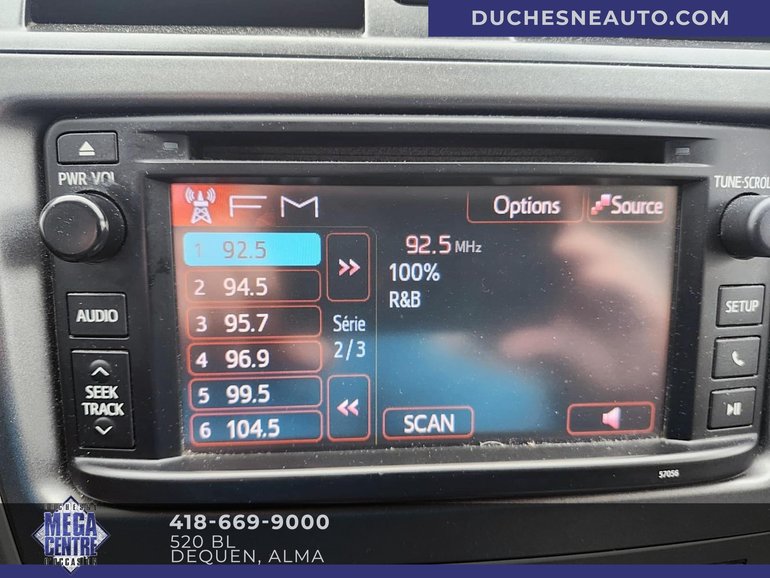 DUCHESNEAUTO.COM
PWR·VOL
TUNE·SCROLL
FM
Options
Source
1 92.5
2 94.5
3 95.7
4 96.9
5 99.5
6 104.5
Série
2/3
92.5 MHz
100%
R&B
SCAN
AUDIO
SEEK
TRACK
SETUP
57056
MEGA
CENTRE
418-669-9000
520 BL
DEQUEN, ALMA